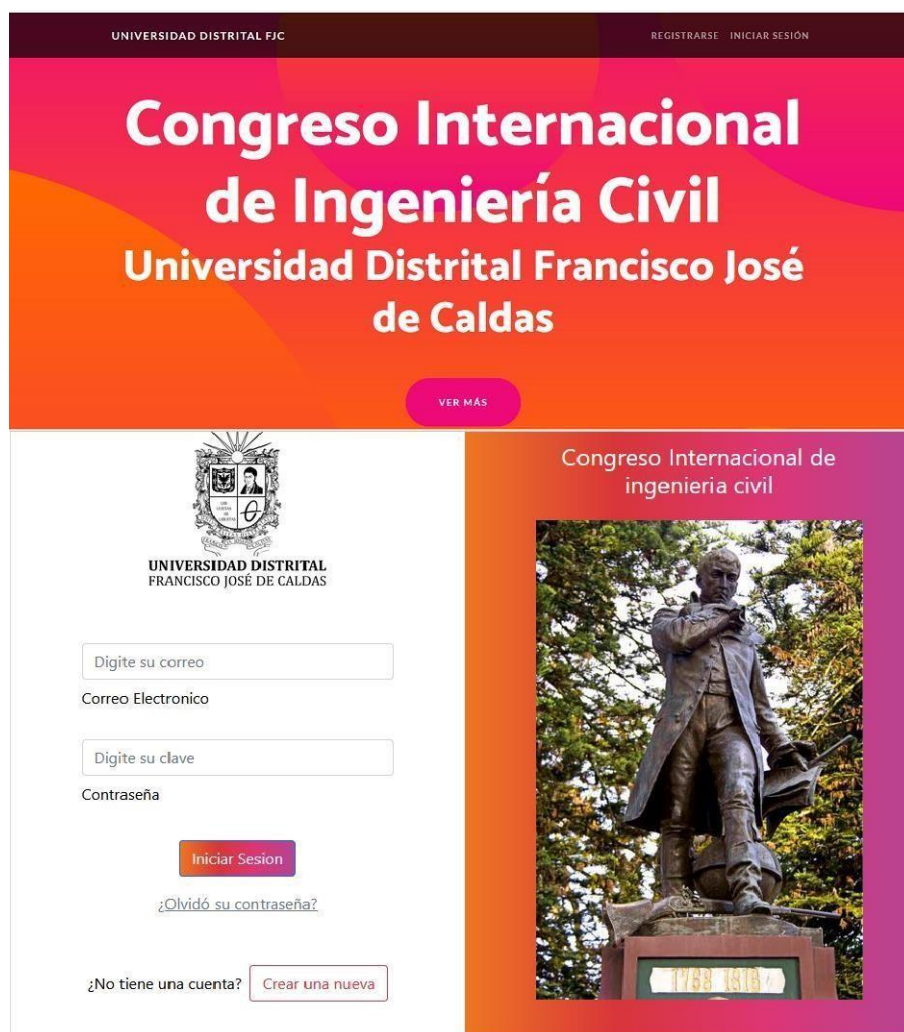 UNIVERSIDAD DISTRITAL FJC
REGISTRARSE INICIAR SESIÓN
Congreso Internacional
de Ingeniería Civil
Universidad Distrital Francisco José
de Caldas
VER MÁS
UNIVERSIDAD DISTRITAL
FRANCISCO JOSÉ DE CALDAS
Digite su correo
Correo Electronico
Digite su clave
Contraseña
Iniciar Sesion
¿Olvidó su contraseña?
¿No tiene una cuenta? Crear una nueva
Congreso Internacional de
ingenieria civil
1768 1816